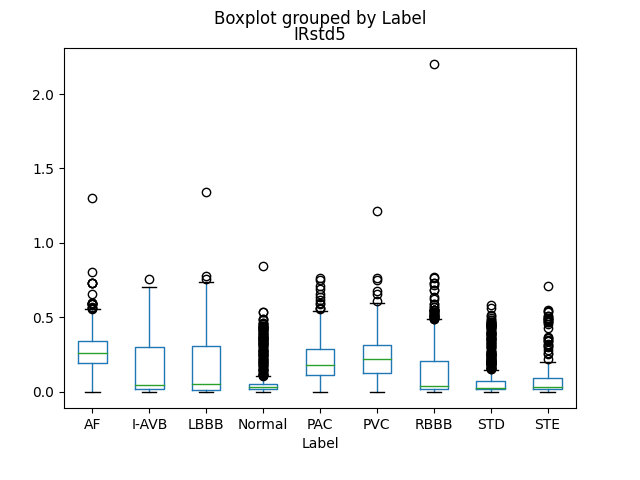 Boxplot grouped by Label
IRstd5
2.0
1.5
1.0
0.5
0.0
AF I-AVB LBBB Normal PAC PVC RBBB STD STE
Label